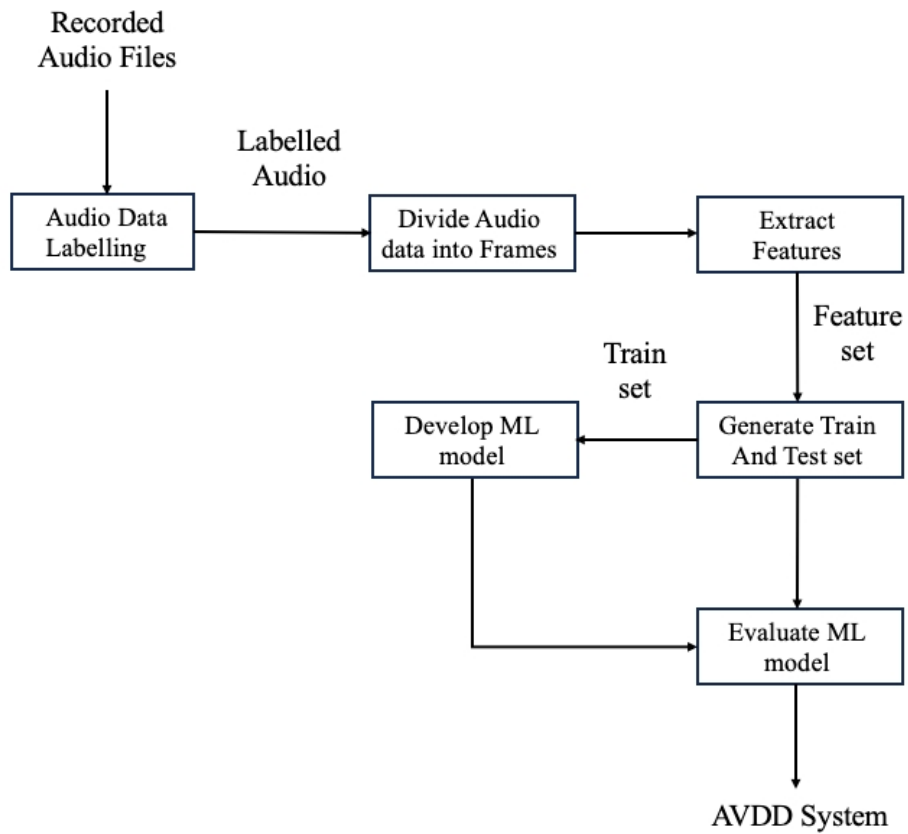 Recorded
Audio Files
Labelled
Audio
Audio Data
Labelling
Divide Audio
data into Frames
Extract
Features
Feature
set
Train
set
Develop ML
model
Generate Train
And Test set
Evaluate ML
model
AVDD System